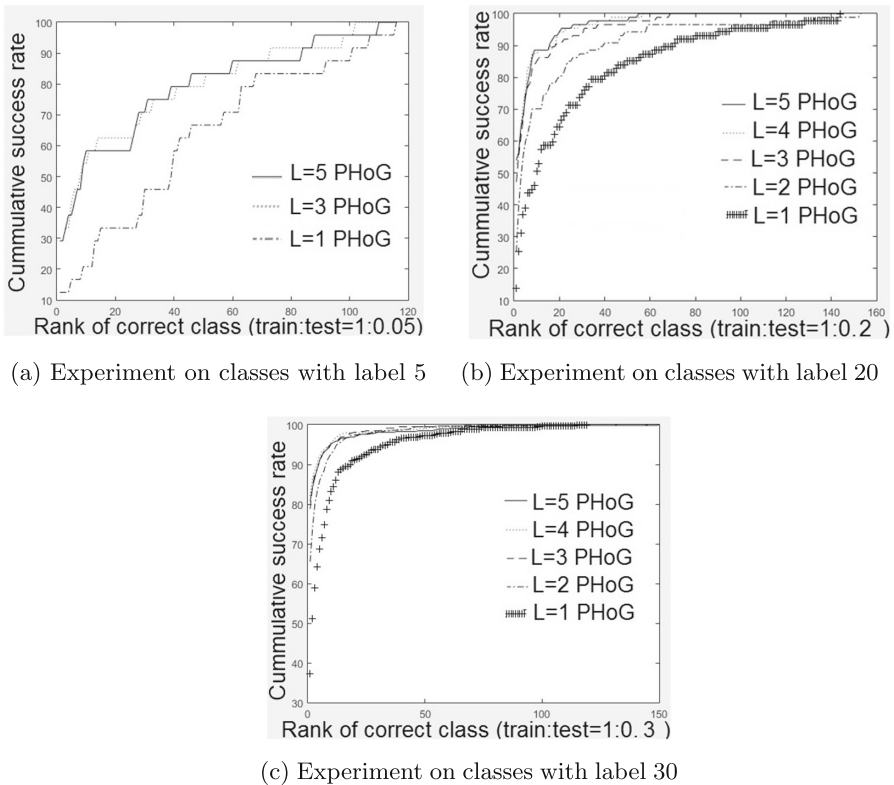 100
90
80
70
60
50
40
30
20
10
0
20
40
60
80
100
120
Cummulative success rate
L=5 PHoG
L=3 PHoG
L=1 PHoG
Rank of correct class (train:test=1:0.05)
(a) Experiment on classes with label 5
100
90
80
70
60
50
40
30
20
10
0
20
40
60
80
100
120
140
160
Cummulative success rate
L=5 PHoG
L=4 PHoG
L=3 PHoG
L=2 PHoG
L=1 PHoG
Rank of correct class (train:test=1:0.2 )
(b) Experiment on classes with label 20
100
90
80
70
60
50
40
30
0
50
100
150
Cummulative success rate
L=5 PHoG
L=4 PHoG
L=3 PHoG
L=2 PHoG
L=1 PHoG
Rank of correct class (train:test=1:0.3 )
(c) Experiment on classes with label 30